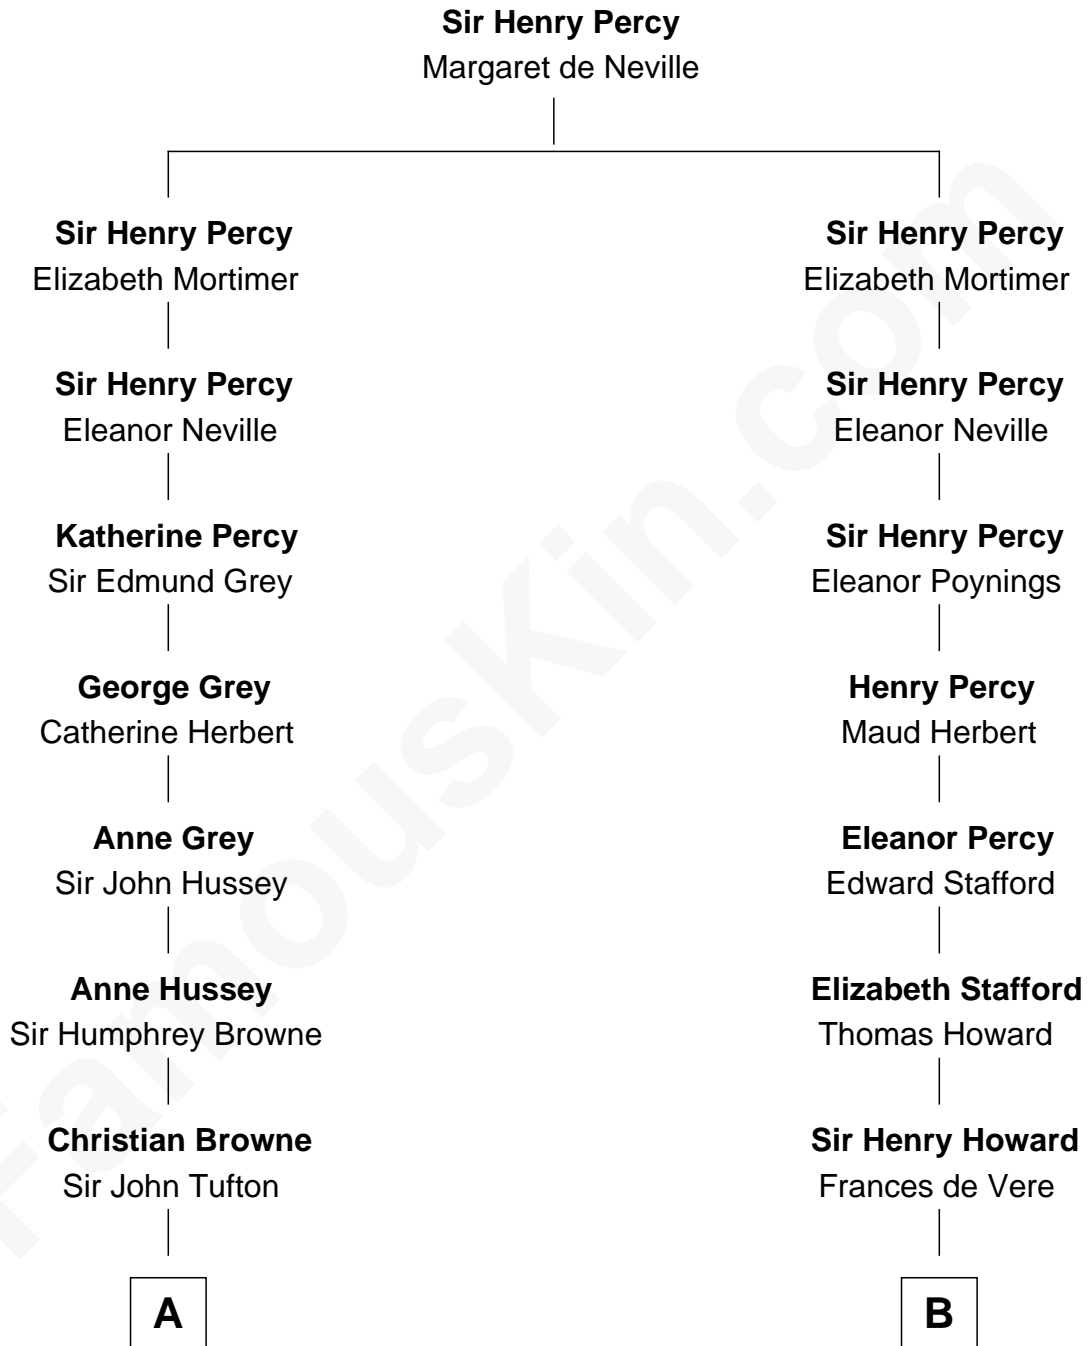 Sir Henry Percy
Margaret de Neville
Sir Henry Percy
Elizabeth Mortimer
Sir Henry Percy
Eleanor Neville
Katherine Percy
Sir Edmund Grey
George Grey
Catherine Herbert
Anne Grey
Sir John Hussey
Anne Hussey
Sir Humphrey Browne
Christian Browne
Sir John Tufton
A
Sir Henry Percy
Elizabeth Mortimer
Sir Henry Percy
Eleanor Neville
Sir Henry Percy
Eleanor Poynings
Henry Percy
Maud Herbert
Eleanor Percy
Edward Stafford
Elizabeth Stafford
Thomas Howard
Sir Henry Howard
Frances de Vere
B
FamousKin.com